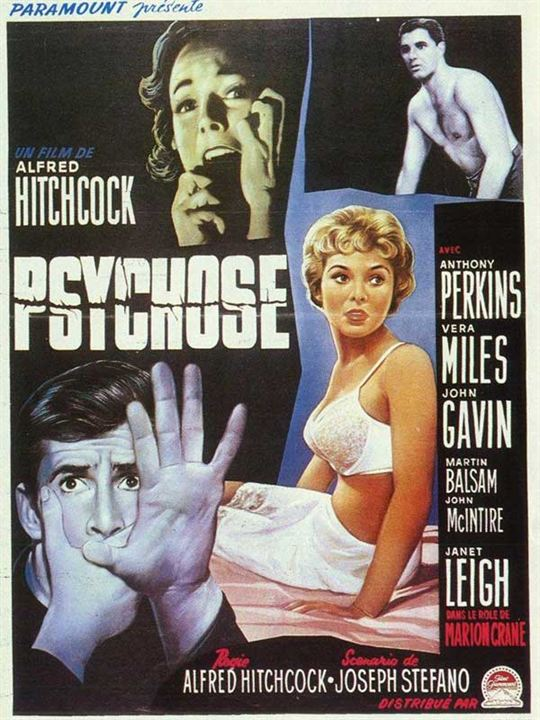 PARAMOUNT présente
UN FILM DE
ALFRED
HITCHCOCK
PSYCHOSE
AVEC
ANTHONY
PERKINS
VERA
MILES
JOHN
GAVIN
MARTIN
BALSAM
JOHN
McINTIRE
JANET
LEIGH
DANS LE RÔLE DE
MARION CRANE
Régie Scenario de
ALFRED HITCHCOCK • JOSEPH STEFANO
DISTRIBUÉ PAR